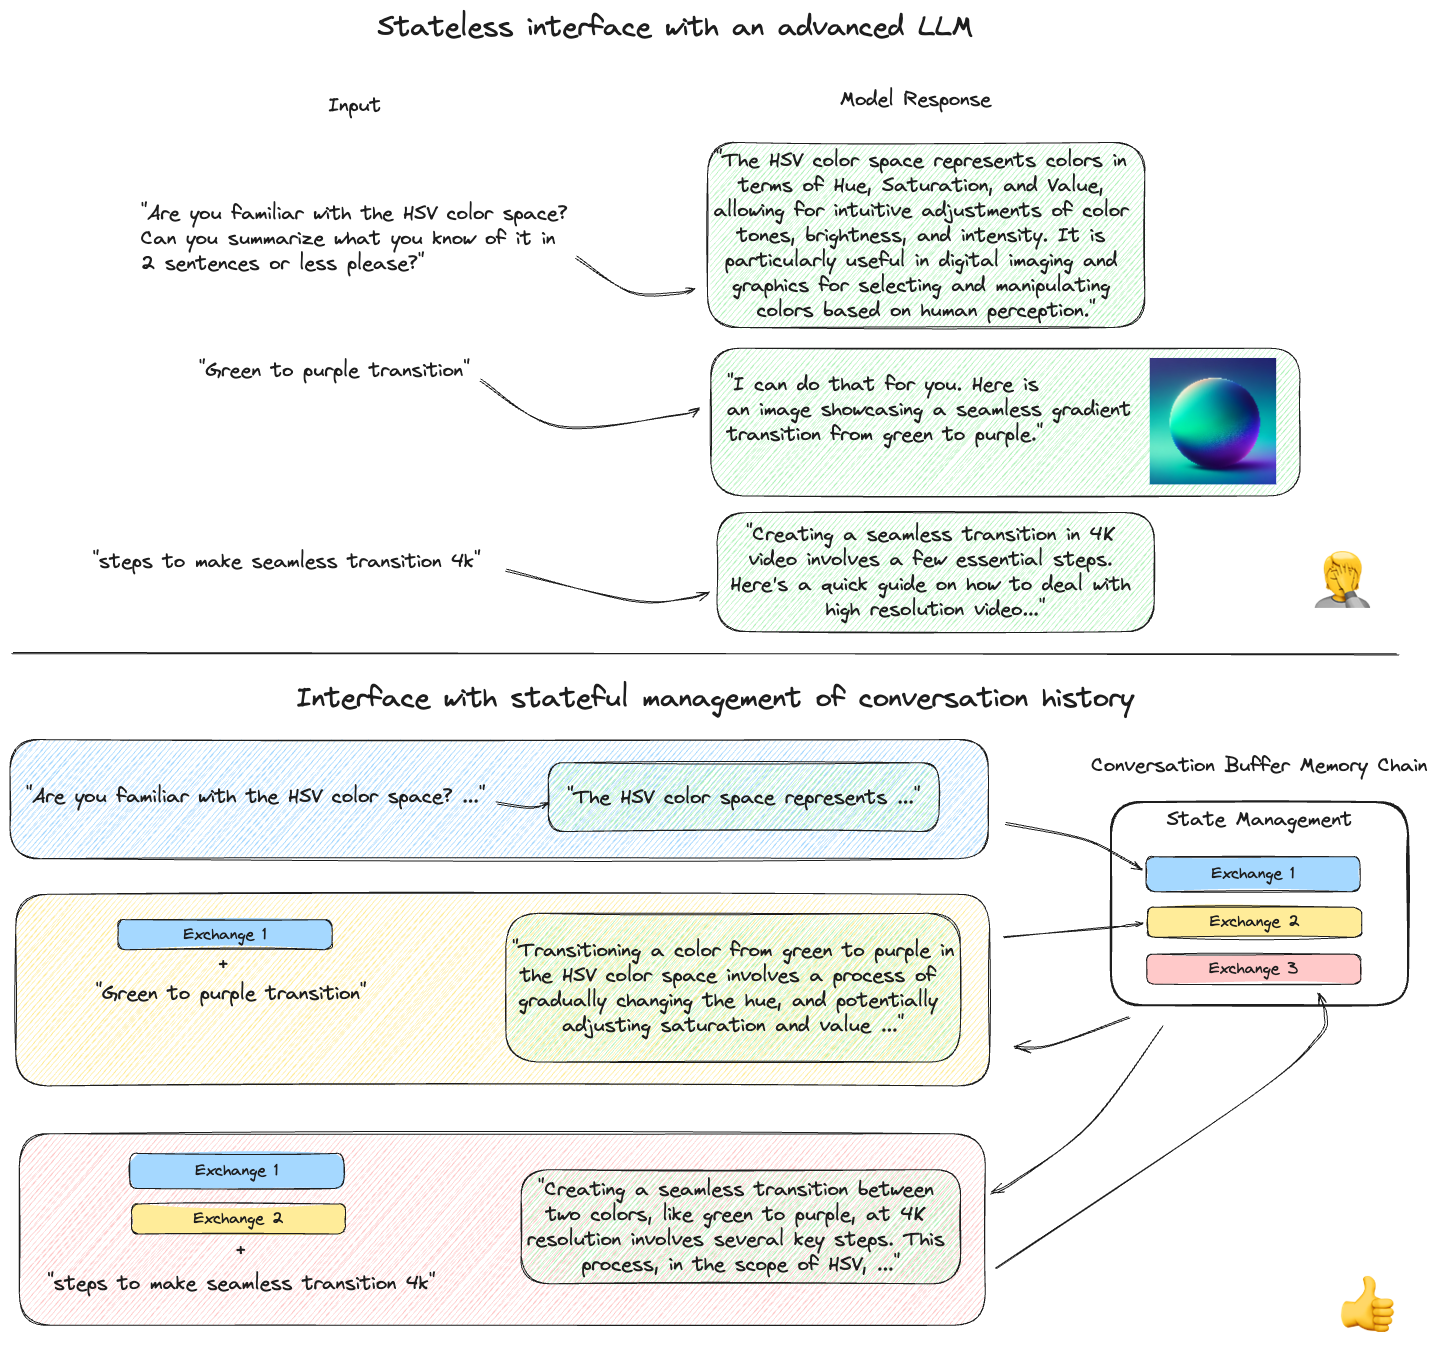 Stateless interface with an advanced LLM
Input
Model Response
"Are you familiar with the HSV color space?
Can you summarize what you know of it in
2 sentences or less please?"
"The HSV color space represents colors in
terms of Hue, Saturation, and Value,
allowing for intuitive adjustments of color
tones, brightness, and intensity. It is
particularly useful in digital imaging and
graphics for selecting and manipulating
colors based on human perception."
"Green to purple transition"
"I can do that for you. Here is
an image showcasing a seamless gradient
transition from green to purple."
"steps to make seamless transition 4k"
"Creating a seamless transition in 4K
video involves a few essential steps.
Here's a quick guide on how to deal with
high resolution video..."
Interface with stateful management of conversation history
"Are you familiar with the HSV color space? ..."
"The HSV color space represents ..."
Conversation Buffer Memory Chain
State Management
Exchange 1
Exchange 2
Exchange 3
Exchange 1
+
"Green to purple transition"
"Transitioning a color from green to purple in
the HSV color space involves a process of
gradually changing the hue, and potentially
adjusting saturation and value ..."
Exchange 1
Exchange 2
+
"steps to make seamless transition 4k"
"Creating a seamless transition between
two colors, like green to purple, at 4K
resolution involves several key steps. This
process, in the scope of HSV, ..."